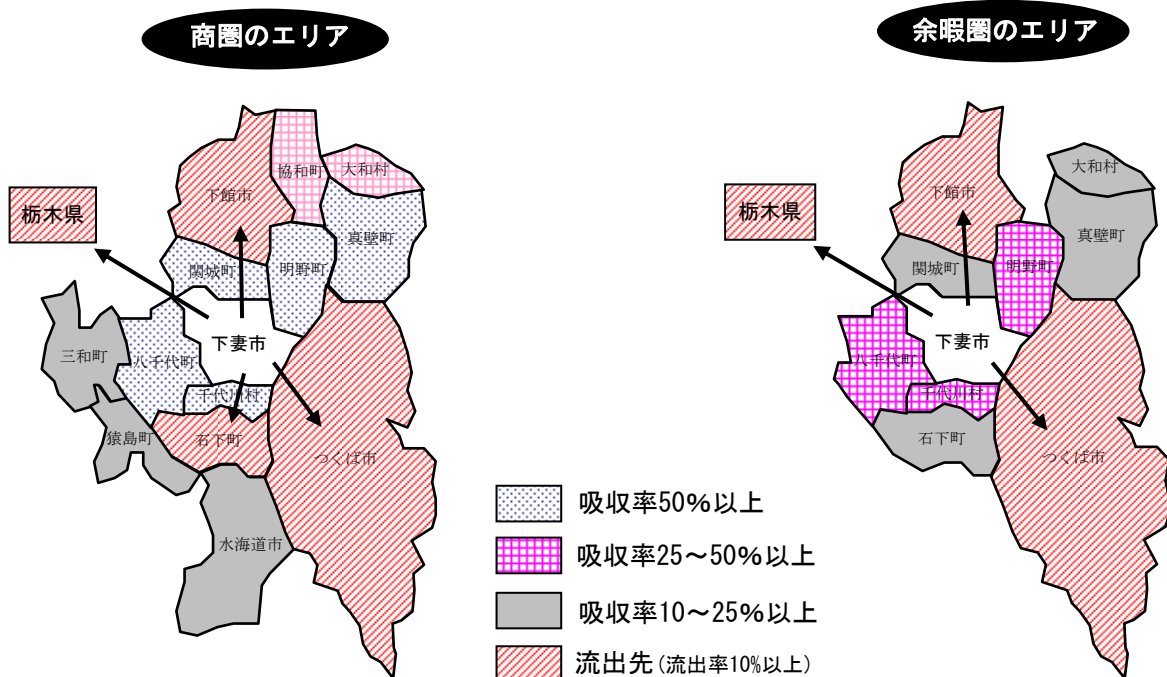 商圏のエリア
余暇圏のエリア
協和町
大和村
下館市
栃木県
真壁町
関城町
明野町
下妻市
三和町
八千代町
千代川村
猿島町
石下町
つくば市
水海道市
大和村
下館市
栃木県
真壁町
関城町
明野町
下妻市
八千代町
千代川村
石下町
つくば市
吸収率50%以上
吸収率25～50%以上
吸収率10～25%以上
流出先(流出率10%以上)